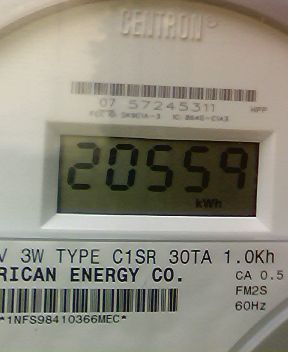 CENTRON®
07 57245311
20559
kWh
V 3W TYPE C1SR 30TA 1.0Kh
RICAN ENERGY CO.
CA 0.5
FM2S
60Hz
*1NFS98410366MEC*